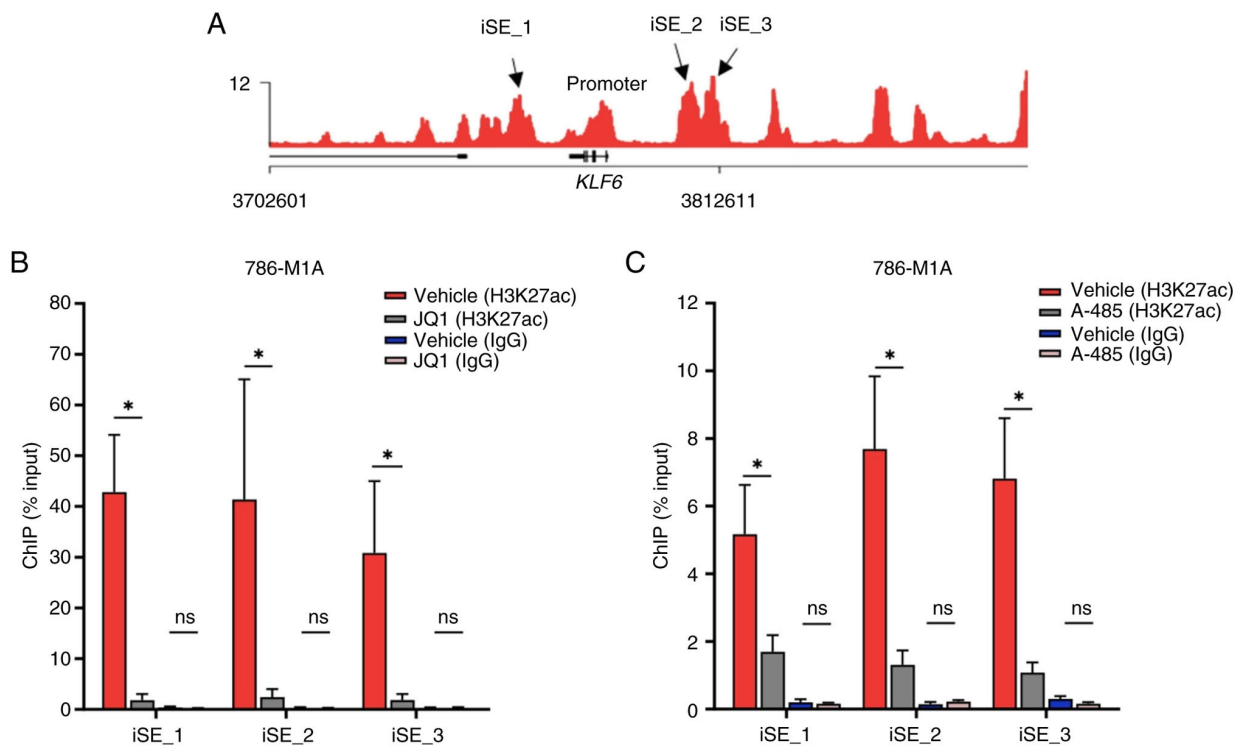 A
iSE_1
iSE_2
iSE_3
Promoter
12
KLF6
3702601
3812611
B
786-M1A
Vehicle (H3K27ac)
JQ1 (H3K27ac)
Vehicle (IgG)
JQ1 (IgG)
ChIP (% input)
80
70
60
50
40
30
20
10
0
*
*
*
ns
ns
ns
iSE_1
iSE_2
iSE_3
C
786-M1A
Vehicle (H3K27ac)
A-485 (H3K27ac)
Vehicle (IgG)
A-485 (IgG)
ChIP (% input)
12
10
8
6
4
2
0
*
*
*
ns
ns
ns
iSE_1
iSE_2
iSE_3